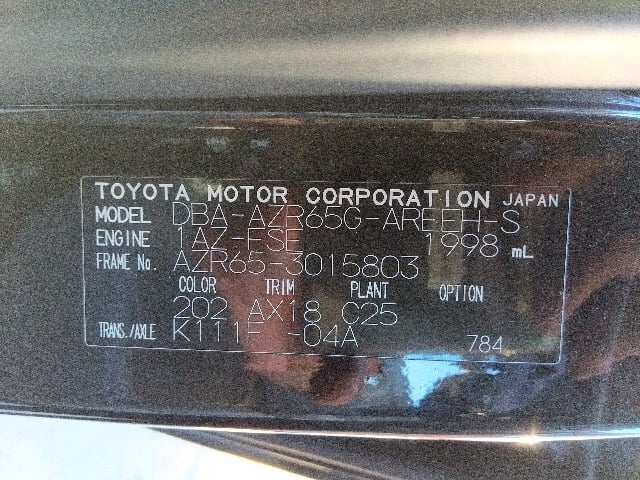 TOYOTA MOTOR CORPORATION JAPAN
MODEL DBA-AZR65G-AREEH-S
ENGINE 1AZ-FSE 1998 mL
FRAME No. AZR65-3015803
COLOR TRIM PLANT OPTION
202 AX18 C25
TRANS./AXLE K111F -04A 784